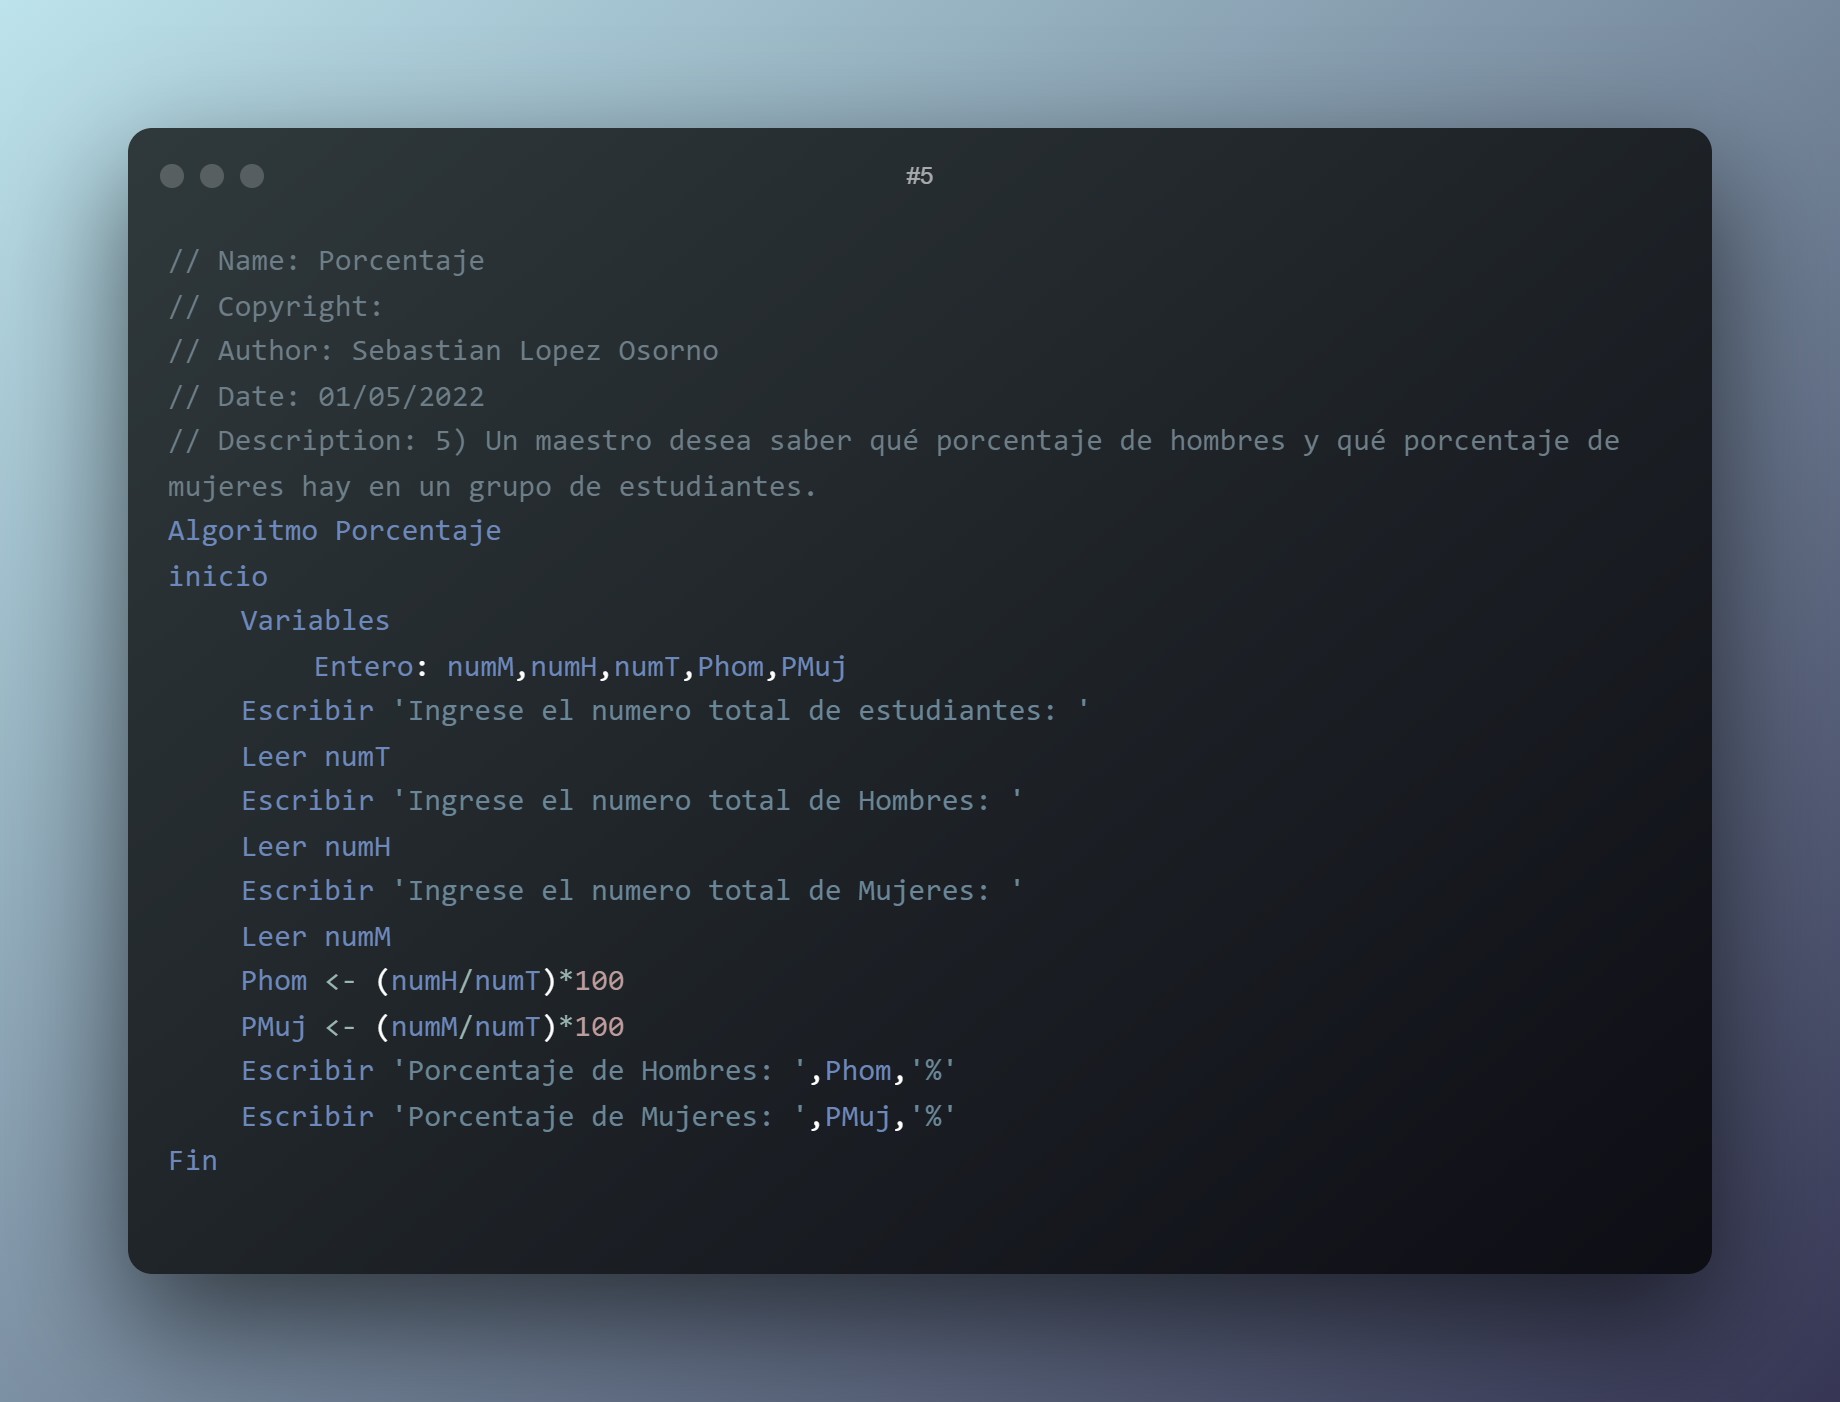 #5
// Name: Porcentaje
// Copyright:
// Author: Sebastian Lopez Osorno
// Date: 01/05/2022
// Description: 5) Un maestro desea saber qué porcentaje de hombres y qué porcentaje de
mujeres hay en un grupo de estudiantes.
Algoritmo Porcentaje
inicio
    Variables
        Entero: numM,numH,numT,Phom,PMuj
    Escribir 'Ingrese el numero total de estudiantes: '
    Leer numT
    Escribir 'Ingrese el numero total de Hombres: '
    Leer numH
    Escribir 'Ingrese el numero total de Mujeres: '
    Leer numM
    Phom <- (numH/numT)*100
    PMuj <- (numM/numT)*100
    Escribir 'Porcentaje de Hombres: ',Phom,'%'
    Escribir 'Porcentaje de Mujeres: ',PMuj,'%'
Fin